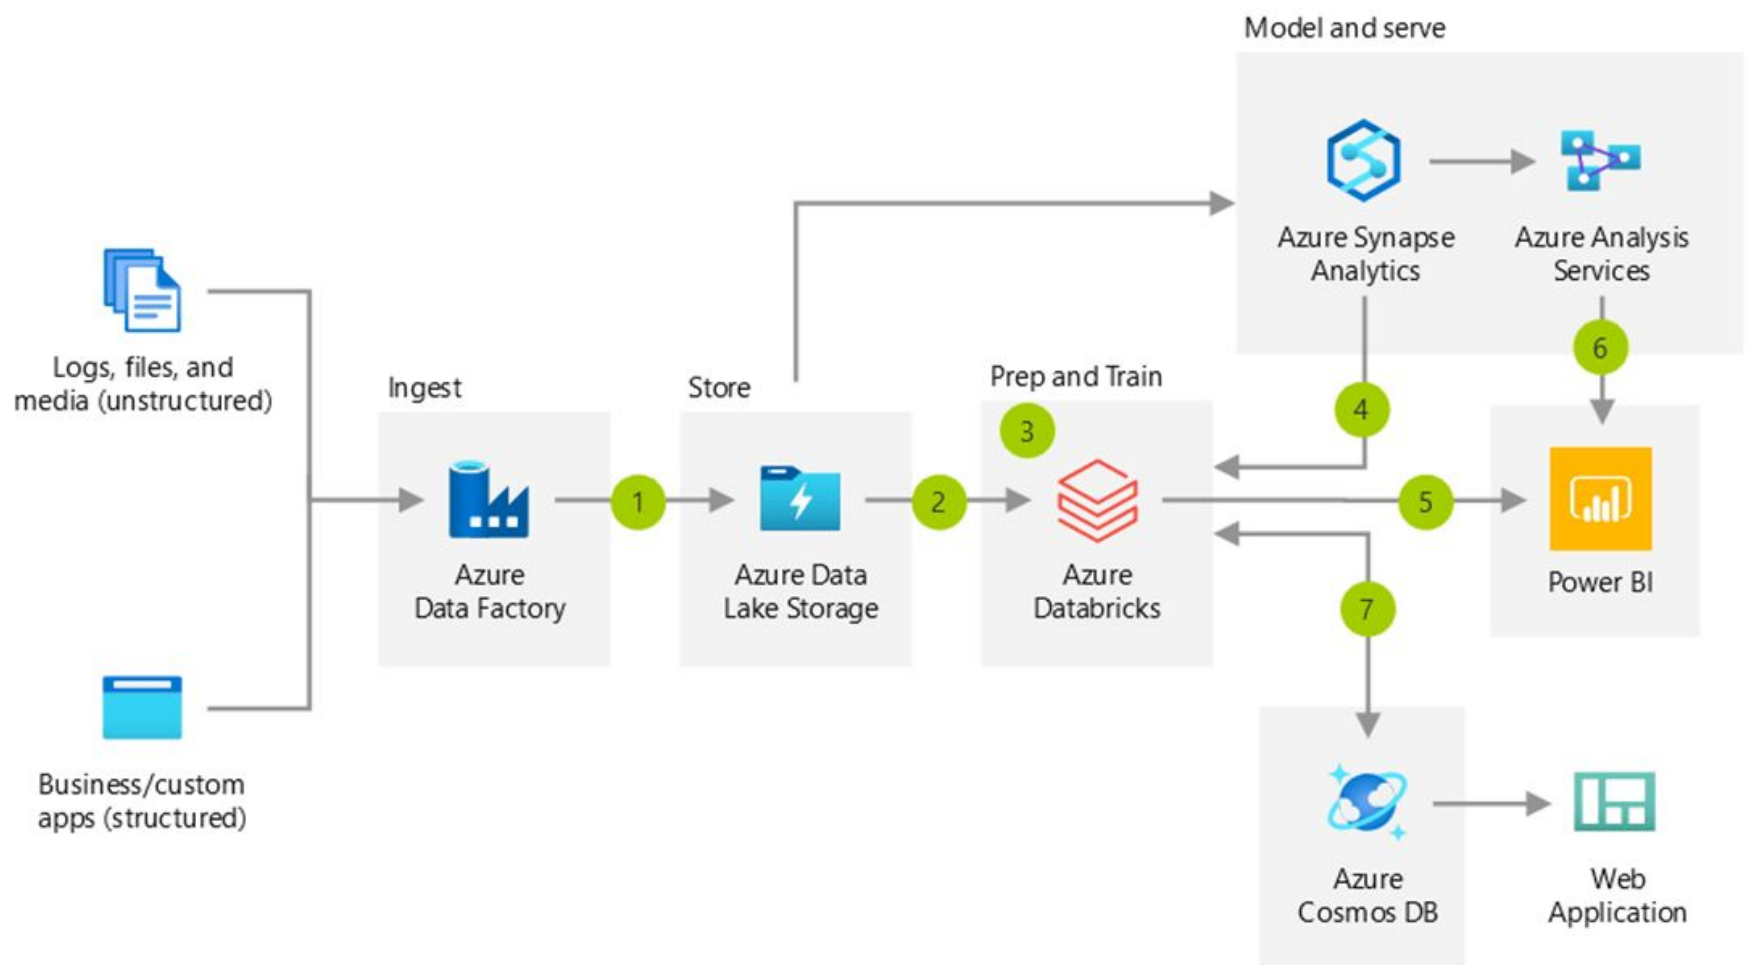 Model and serve
Azure Synapse
Analytics
Azure Analysis
Services
Logs, files, and
media (unstructured)
Ingest
Store
Prep and Train
6
4
3
1
2
5
Azure
Data Factory
Azure Data
Lake Storage
Azure
Databricks
Power BI
7
Business/custom
apps (structured)
Azure
Cosmos DB
Web
Application